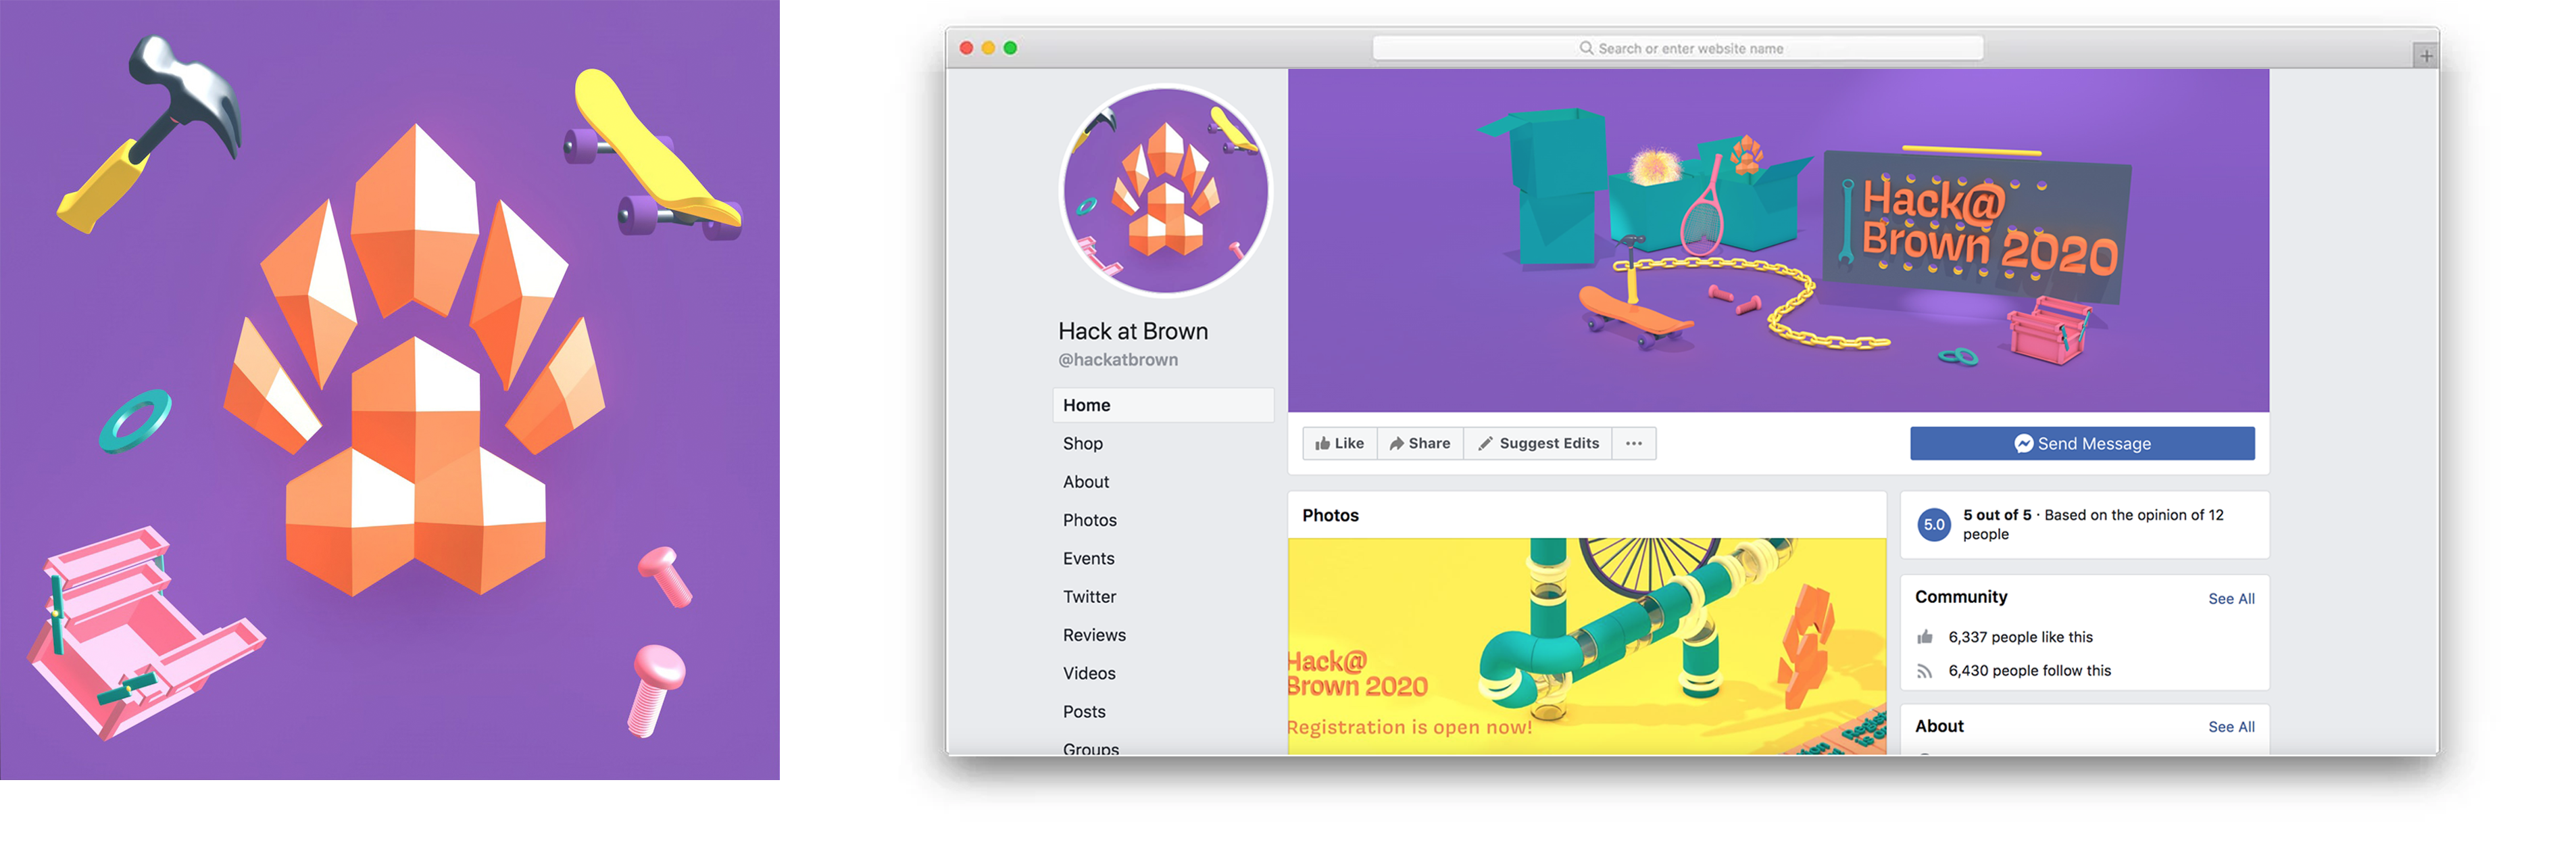 Search or enter website name
Hack@
Brown 2020
Hack at Brown
@hackatbrown
Home
Shop
About
Photos
Events
Twitter
Reviews
Videos
Posts
Groups
Like
Share
Suggest Edits
Send Message
Photos
Hack@
Brown 2020
Registration is open now!
5.0
5 out of 5 · Based on the opinion of 12
people
Community
See All
6,337 people like this
6,430 people follow this
About
See All